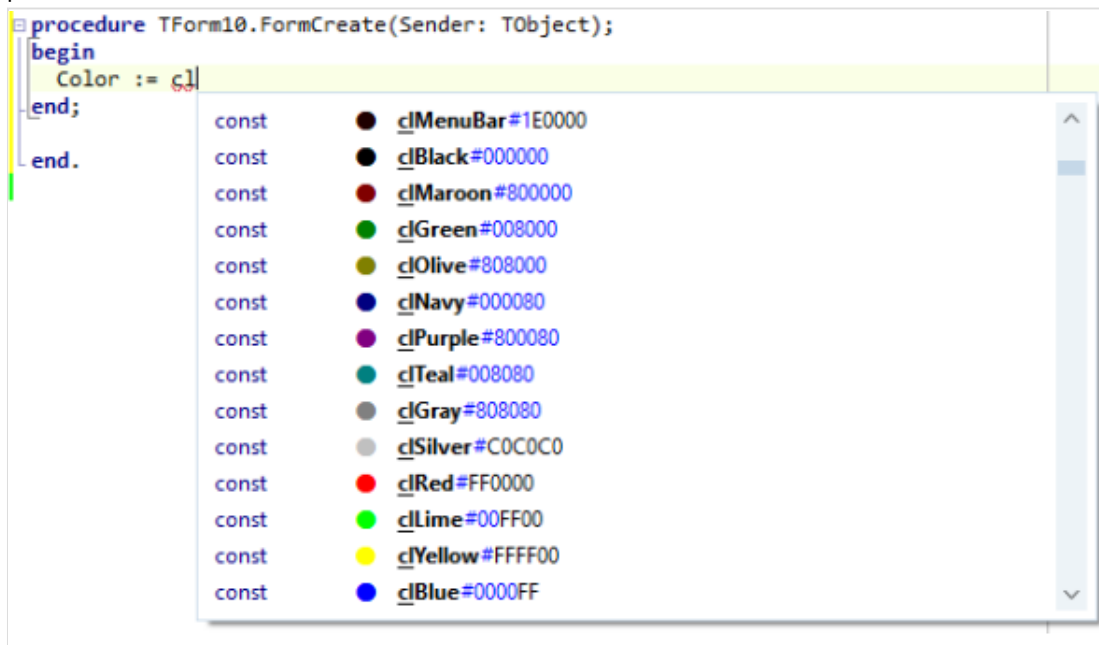 procedure TForm10.FormCreate(Sender: TObject);
begin
Color := cl
end;
end.
const clMenuBar#1E0000
const clBlack#000000
const clMaroon#800000
const clGreen#008000
const clOlive#808000
const clNavy#000080
const clPurple#800080
const clTeal#008080
const clGray#808080
const clSilver#C0C0C0
const clRed#FF0000
const clLime#00FF00
const clYellow#FFFF00
const clBlue#0000FF